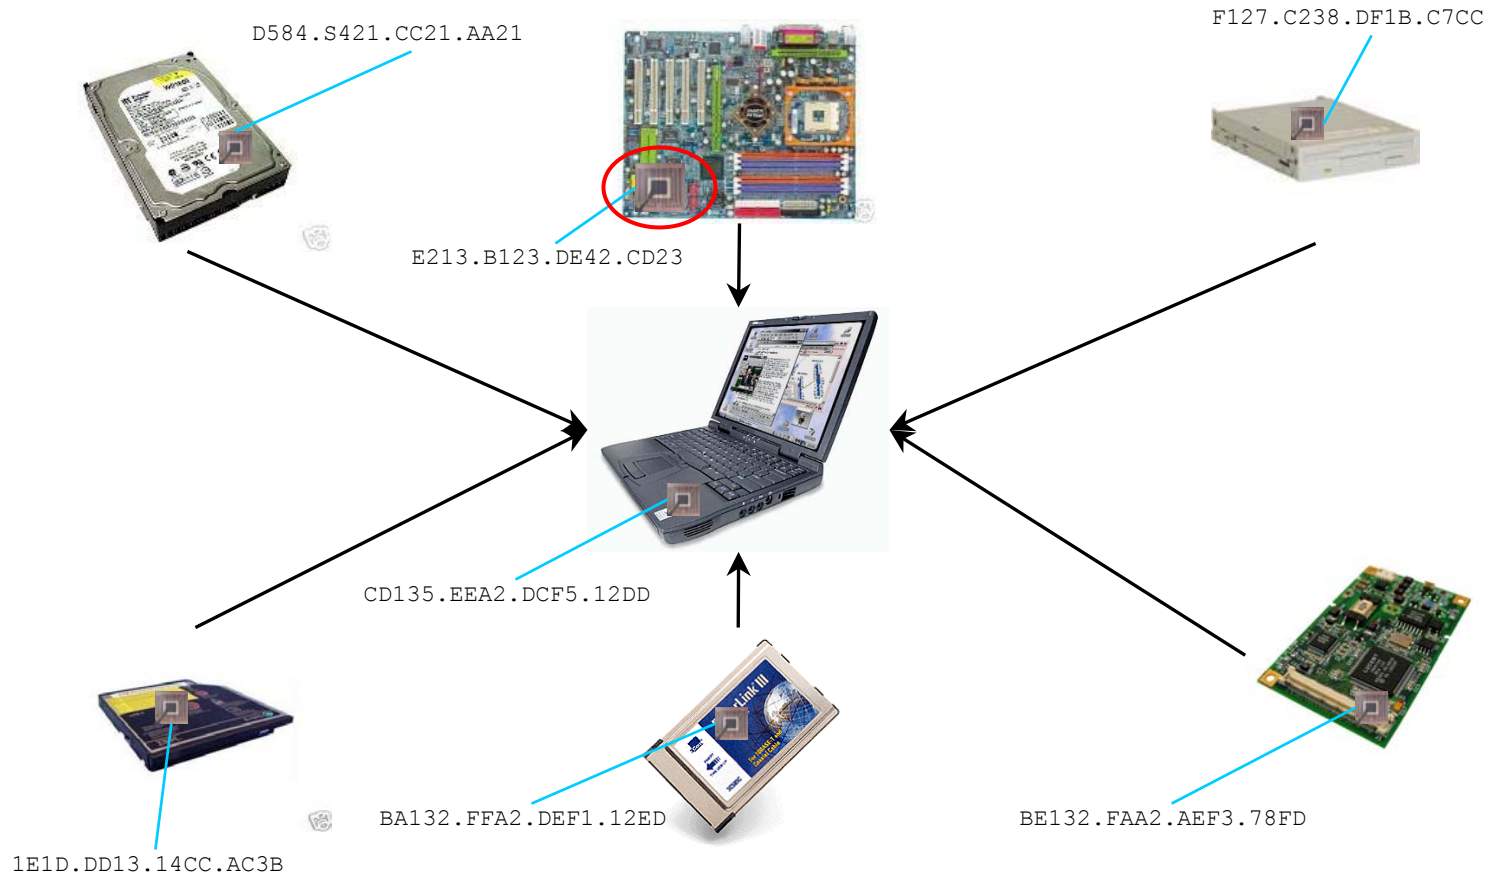 F127.C238.DF1B.C7CC
D584.S421.CC21.AA21
E213.B123.DE42.CD23
CD135.EEA2.DCF5.12DD
BA132.FFA2.DEF1.12ED
BE132.FAA2.AEF3.78FD
1E1D.DD13.14CC.AC3B